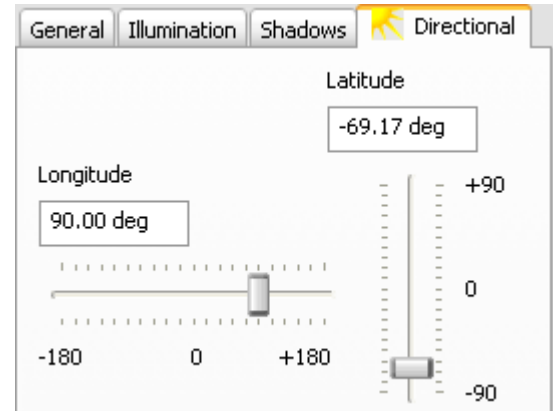 General Illumination Shadows Directional
Latitude
-69.17 deg
Longitude
90.00 deg
+90
0
-90
-180 0 +180